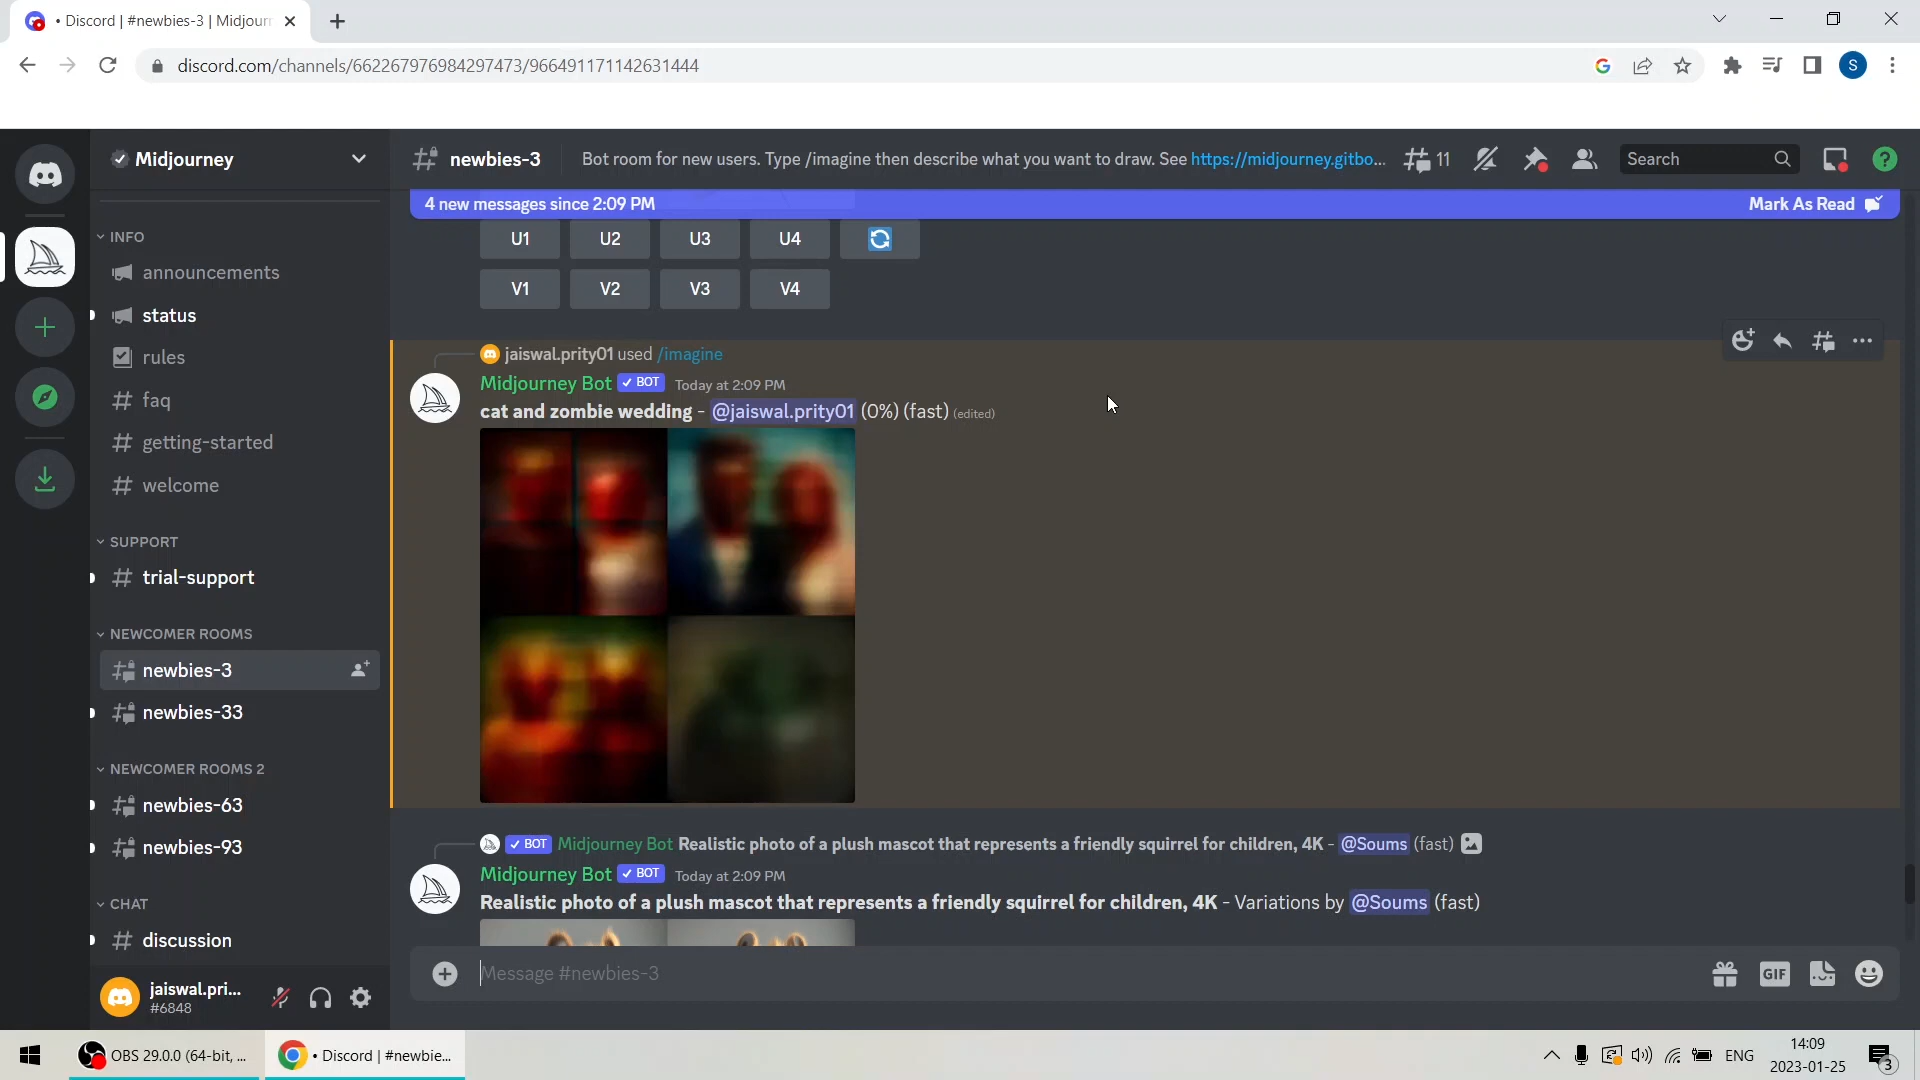 • Discord | #newbies-3 | Midjour
discord.com/channels/662267976984297473/966491171142631444
S
Midjourney
newbies-3
Bot room for new users. Type /imagine then describe what you want to draw. See https://midjourney.gitbo...
11
Search
4 new messages since 2:09 PM
Mark As Read
INFO
announcements
status
rules
faq
getting-started
welcome
SUPPORT
trial-support
NEWCOMER ROOMS
newbies-3
newbies-33
NEWCOMER ROOMS 2
newbies-63
newbies-93
CHAT
discussion
jaiswal.pri...
#6848
U1 U2 U3 U4
V1 V2 V3 V4
jaiswal.prity01 used /imagine
Midjourney Bot BOT Today at 2:09 PM
cat and zombie wedding - @jaiswal.prity01 (0%) (fast) (edited)
BOT Midjourney Bot Realistic photo of a plush mascot that represents a friendly squirrel for children, 4K - @Soums (fast)
Midjourney Bot BOT Today at 2:09 PM
Realistic photo of a plush mascot that represents a friendly squirrel for children, 4K - Variations by @Soums (fast)
Message #newbies-3
GIF
OBS 29.0.0 (64-bit, ...
• Discord | #newbie...
ENG
14:09
2023-01-25
3